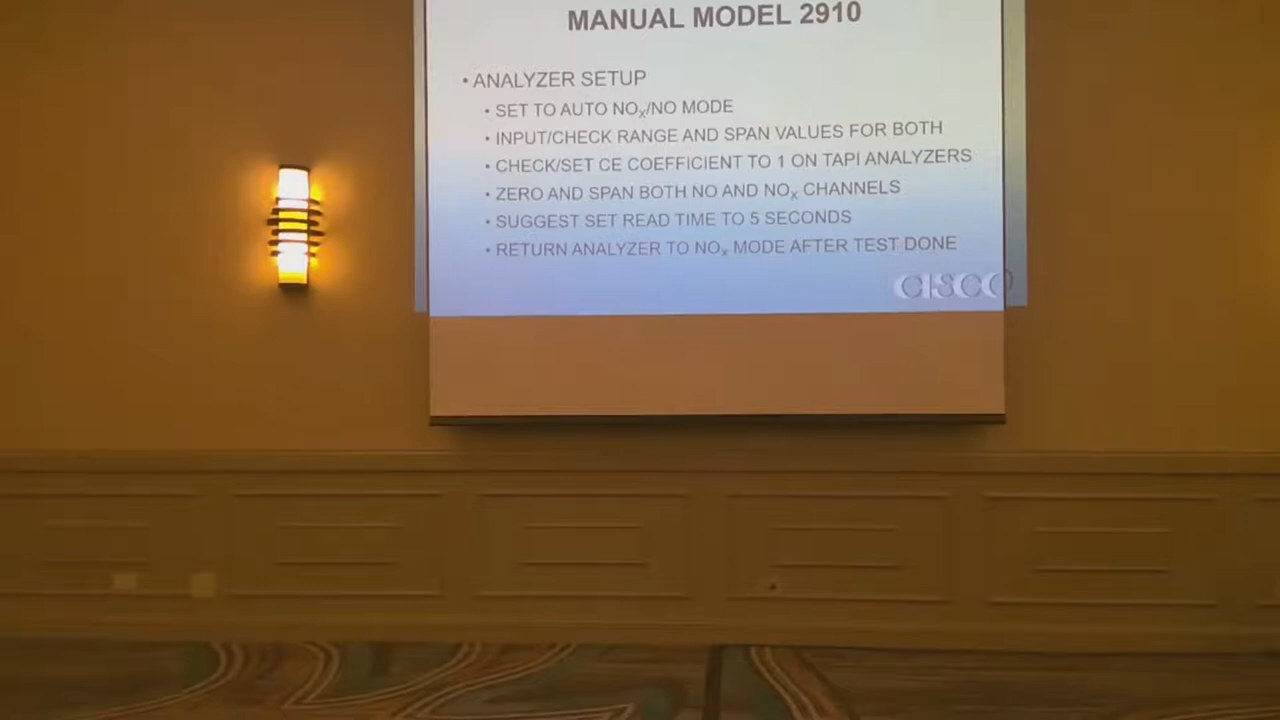 MANUAL MODEL 2910
• ANALYZER SETUP
• SET TO AUTO NOₓ/NO MODE
• INPUT/CHECK RANGE AND SPAN VALUES FOR BOTH
• CHECK/SET CE COEFFICIENT TO 1 ON TAPI ANALYZERS
• ZERO AND SPAN BOTH NO AND NOₓ CHANNELS
• SUGGEST SET READ TIME TO 5 SECONDS
• RETURN ANALYZER TO NOₓ MODE AFTER TEST DONE
CISCO